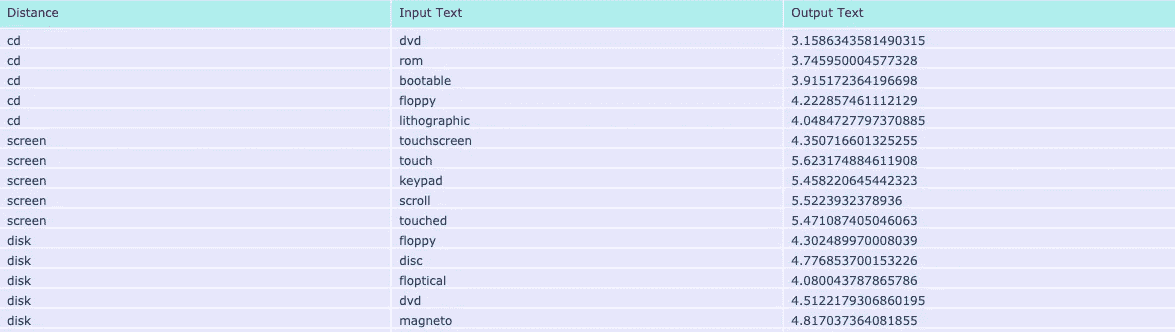 Distance Input Text Output Text
cd dvd 3.1586343581490315
cd rom 3.745950004577328
cd bootable 3.915172364196698
cd floppy 4.222857461112129
cd lithographic 4.0484727797370885
screen touchscreen 4.350716601325255
screen touch 5.623174884611908
screen keypad 5.458220645442323
screen scroll 5.5223932378936
screen touched 5.471087405046063
disk floppy 4.302489970008039
disk disc 4.776853700153226
disk floptical 4.080043787865786
disk dvd 4.5122179306860195
disk magneto 4.817037364081855